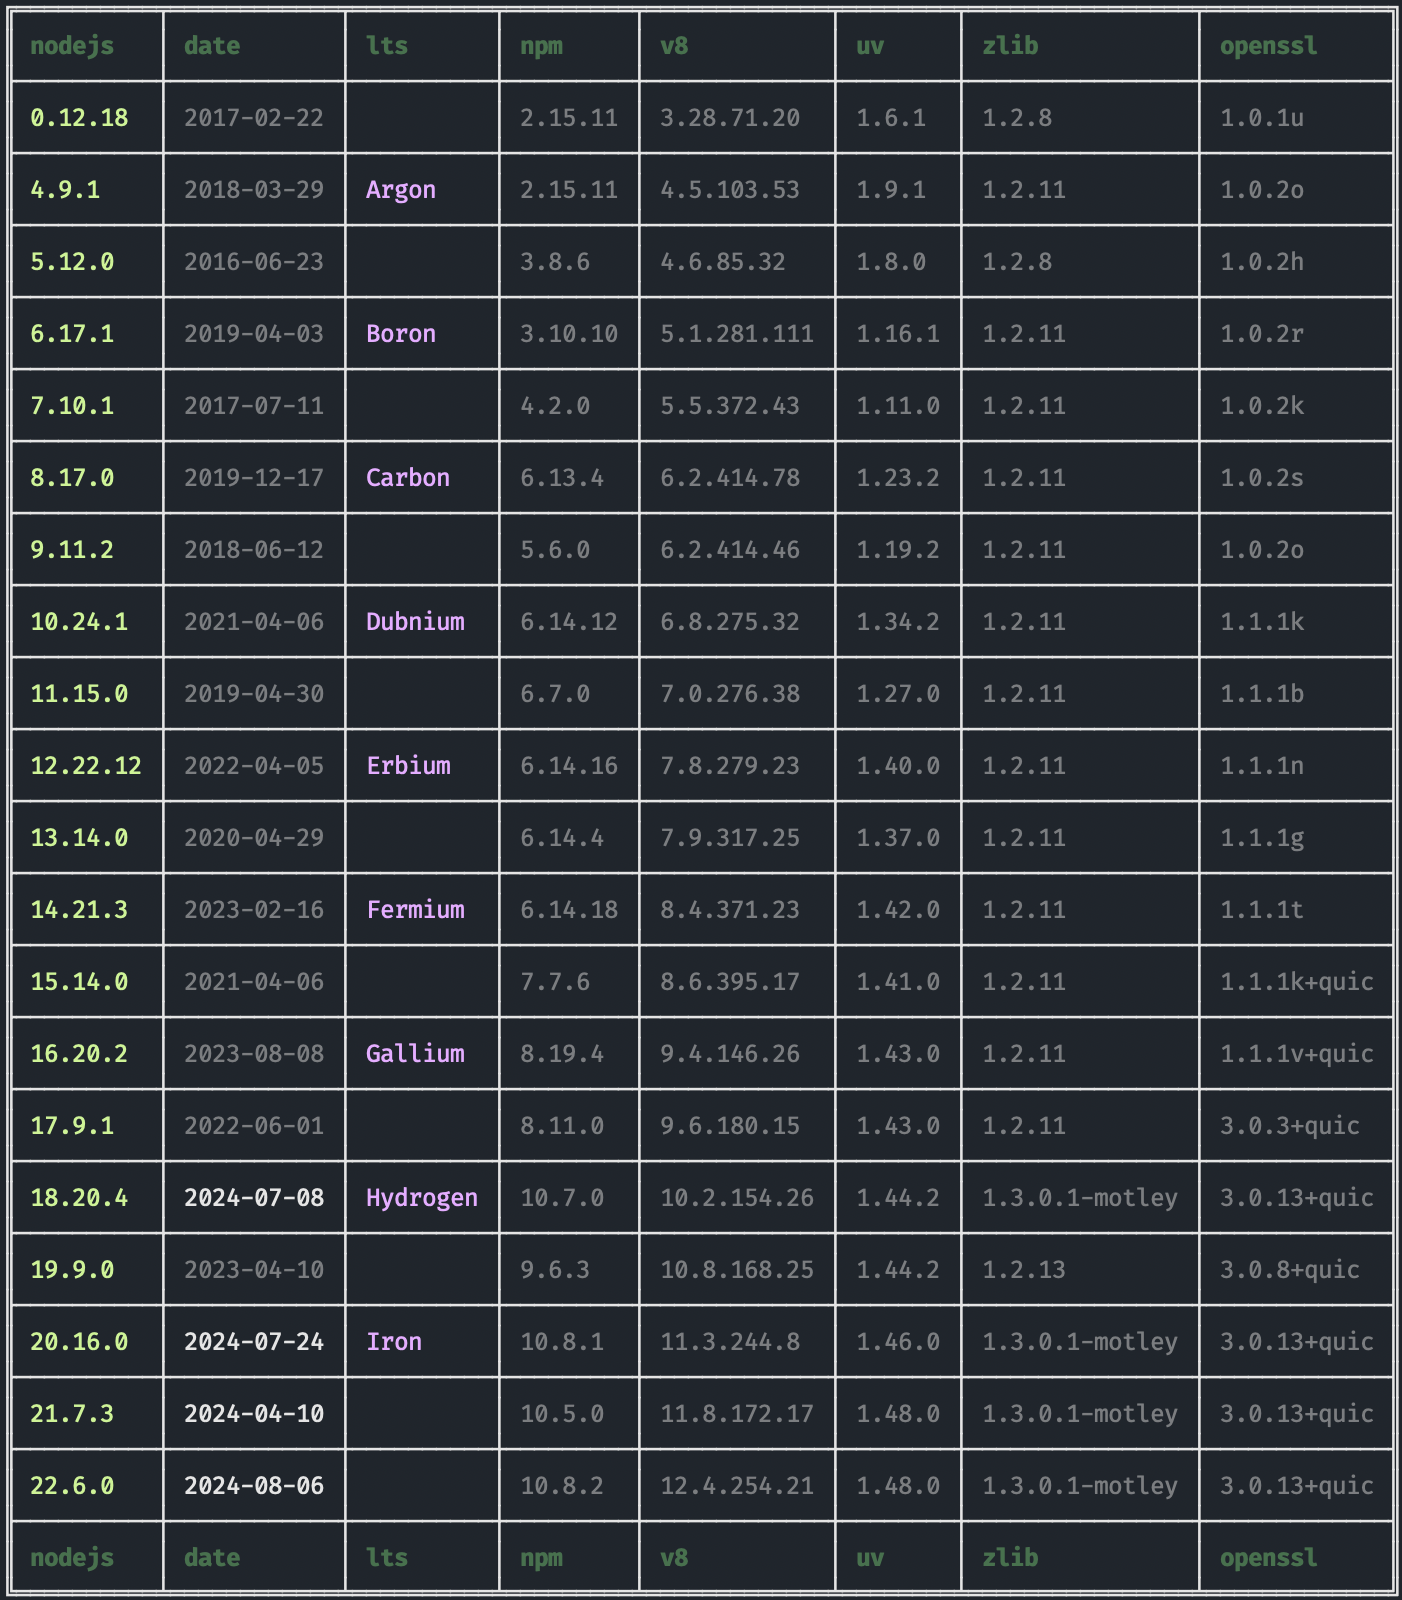 nodejs date lts npm v8 uv zlib openssl
0.12.18 2017-02-22 2.15.11 3.28.71.20 1.6.1 1.2.8 1.0.1u
4.9.1 2018-03-29 Argon 2.15.11 4.5.103.53 1.9.1 1.2.11 1.0.2o
5.12.0 2016-06-23 3.8.6 4.6.85.32 1.8.0 1.2.8 1.0.2h
6.17.1 2019-04-03 Boron 3.10.10 5.1.281.111 1.16.1 1.2.11 1.0.2r
7.10.1 2017-07-11 4.2.0 5.5.372.43 1.11.0 1.2.11 1.0.2k
8.17.0 2019-12-17 Carbon 6.13.4 6.2.414.78 1.23.2 1.2.11 1.0.2s
9.11.2 2018-06-12 5.6.0 6.2.414.46 1.19.2 1.2.11 1.0.2o
10.24.1 2021-04-06 Dubnium 6.14.12 6.8.275.32 1.34.2 1.2.11 1.1.1k
11.15.0 2019-04-30 6.7.0 7.0.276.38 1.27.0 1.2.11 1.1.1b
12.22.12 2022-04-05 Erbium 6.14.16 7.8.279.23 1.40.0 1.2.11 1.1.1n
13.14.0 2020-04-29 6.14.4 7.9.317.25 1.37.0 1.2.11 1.1.1g
14.21.3 2023-02-16 Fermium 6.14.18 8.4.371.23 1.42.0 1.2.11 1.1.1t
15.14.0 2021-04-06 7.7.6 8.6.395.17 1.41.0 1.2.11 1.1.1k+quic
16.20.2 2023-08-08 Gallium 8.19.4 9.4.146.26 1.43.0 1.2.11 1.1.1v+quic
17.9.1 2022-06-01 8.11.0 9.6.180.15 1.43.0 1.2.11 3.0.3+quic
18.20.4 2024-07-08 Hydrogen 10.7.0 10.2.154.26 1.44.2 1.3.0.1-motley 3.0.13+quic
19.9.0 2023-04-10 9.6.3 10.8.168.25 1.44.2 1.2.13 3.0.8+quic
20.16.0 2024-07-24 Iron 10.8.1 11.3.244.8 1.46.0 1.3.0.1-motley 3.0.13+quic
21.7.3 2024-04-10 10.5.0 11.8.172.17 1.48.0 1.3.0.1-motley 3.0.13+quic
22.6.0 2024-08-06 10.8.2 12.4.254.21 1.48.0 1.3.0.1-motley 3.0.13+quic
nodejs date lts npm v8 uv zlib openssl